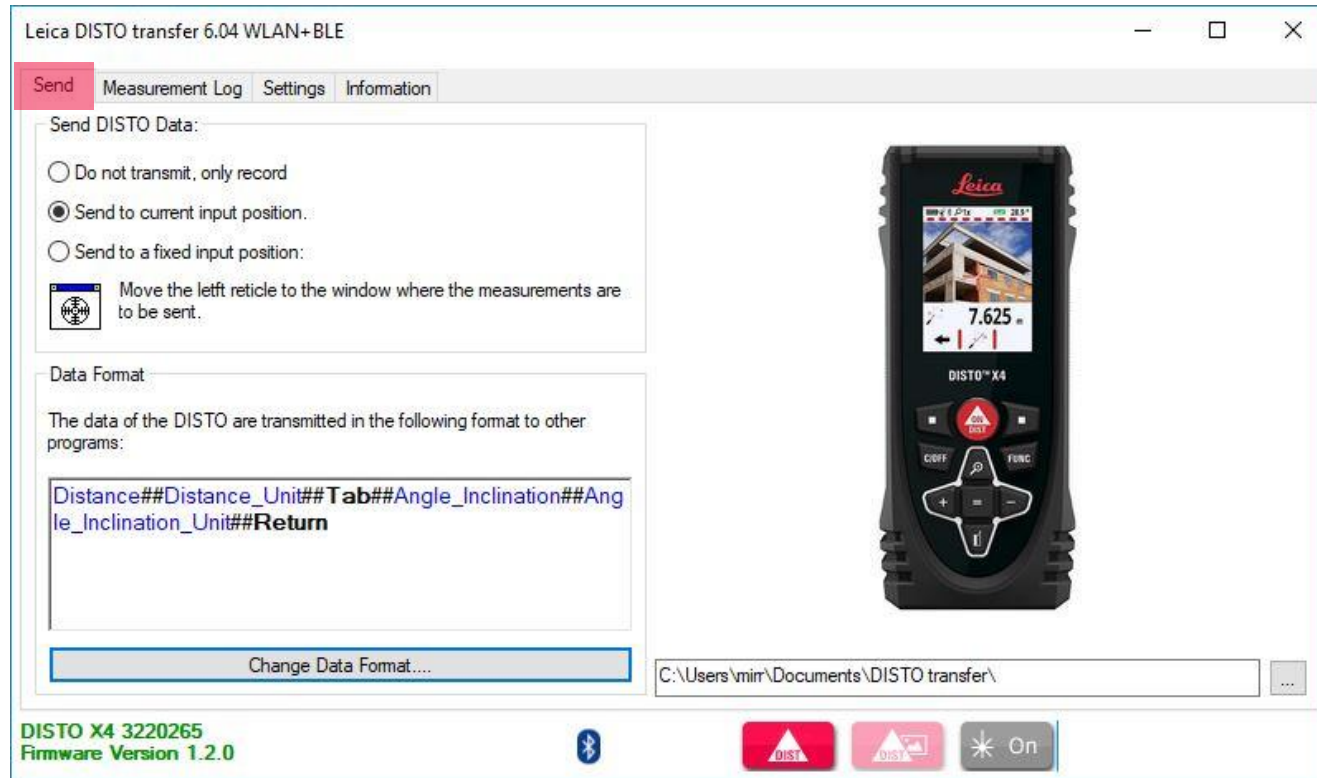 Leica DISTO transfer 6.04 WLAN+BLE
Send Measurement Log Settings Information
Send DISTO Data:
Do not transmit, only record
Send to current input position.
Send to a fixed input position:
Move the leftt reticle to the window where the measurements are
to be sent.
Data Format
The data of the DISTO are transmitted in the following format to other
programs:
Distance##Distance_Unit##Tab##Angle_Inclination##Ang
le_Inclination_Unit##Return
Change Data Format....
Leica
28.5°
7.625 m
DISTO™ X4
ON
DIST
C/OFF FUNC
+ = -
C:\Users\mirr\Documents\DISTO transfer\
...
DISTO X4 3220265
Firmware Version 1.2.0
DIST DIST On